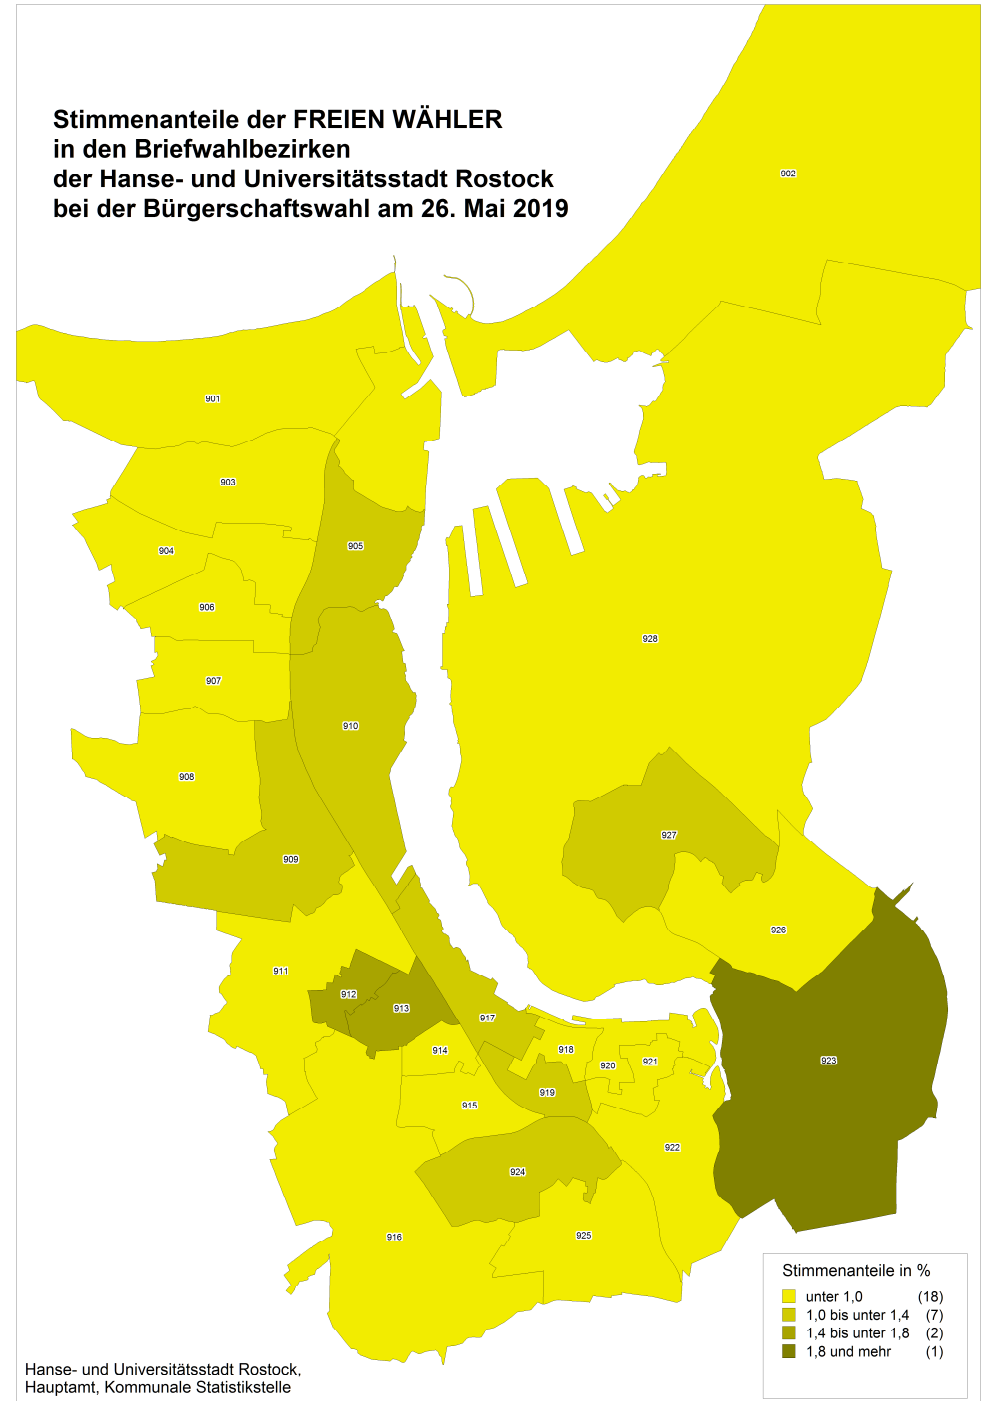 Stimmenanteile der FREIEN WÄHLER
in den Briefwahlbezirken
der Hanse- und Universitätsstadt Rostock
bei der Bürgerschaftswahl am 26. Mai 2019
902
901
903
905
904
906
928
907
910
908
927
909
926
911
912
913
917
914
918
923
921
920
919
915
922
924
925
916
Stimmenanteile in %
unter 1,0 (18)
1,0 bis unter 1,4 (7)
1,4 bis unter 1,8 (2)
1,8 und mehr (1)
Hanse- und Universitätsstadt Rostock,
Hauptamt, Kommunale Statistikstelle